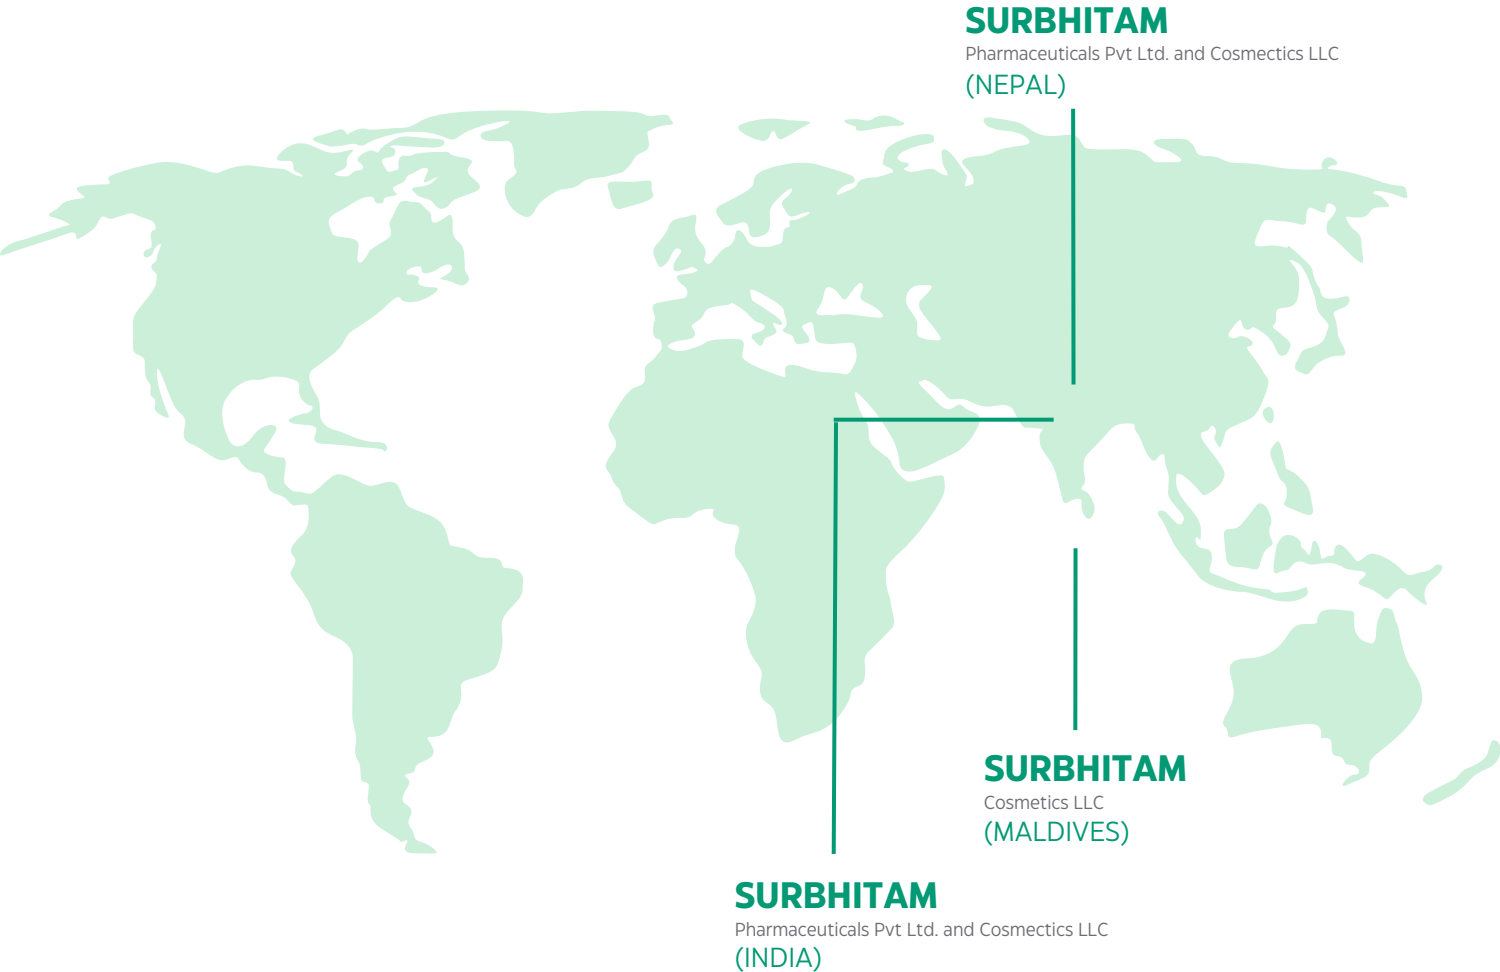 SURBHITAM
Pharmaceuticals Pvt Ltd. and Cosmectics LLC
(NEPAL)
SURBHITAM
Cosmetics LLC
(MALDIVES)
SURBHITAM
Pharmaceuticals Pvt Ltd. and Cosmectics LLC
(INDIA)